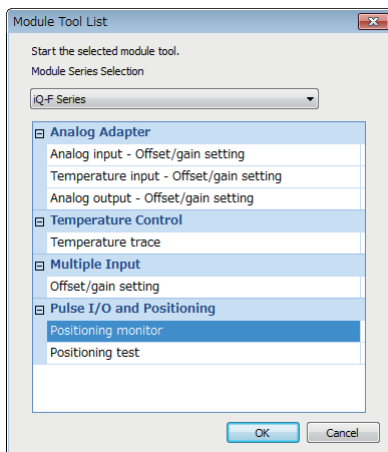 Module Tool List
Start the selected module tool.
Module Series Selection
iQ-F Series
Analog Adapter
Analog input - Offset/gain setting
Temperature input - Offset/gain setting
Analog output - Offset/gain setting
Temperature Control
Temperature trace
Multiple Input
Offset/gain setting
Pulse I/O and Positioning
Positioning monitor
Positioning test
OK Cancel